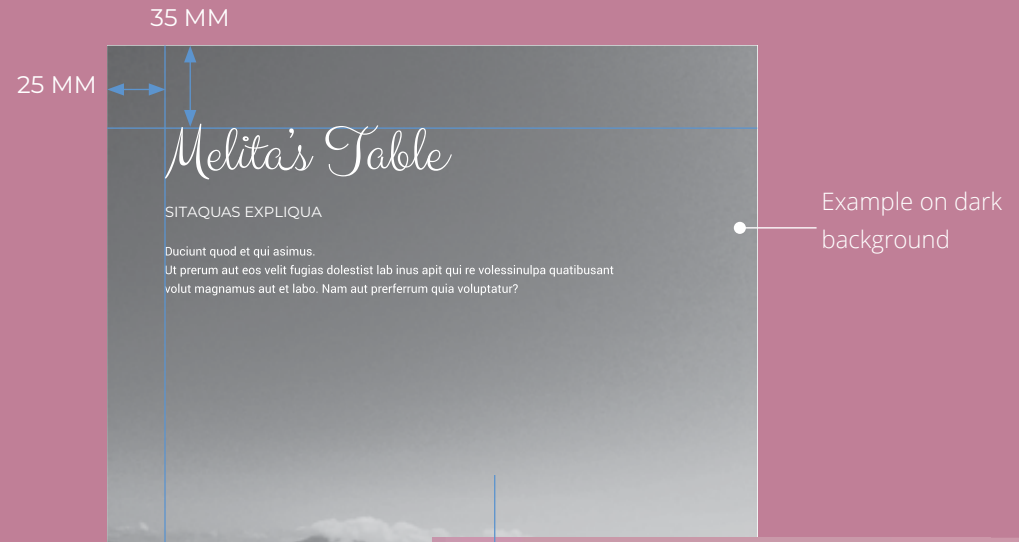 35 MM
25 MM
Melita's Table
SITAQUAS EXPLIQUA
Duciunt quod et qui asimus.
Ut prerum aut eos velit fugias dolestist lab inus apit qui re volessinulpa quatibusant
volut magnamus aut et labo. Nam aut prerferrum quia voluptatur?
Example on dark
background